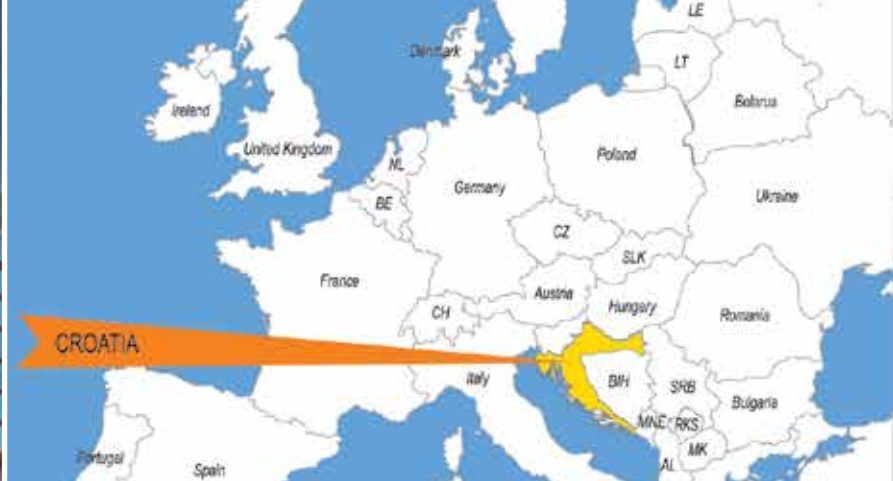 LE
Denmark
LT
Ireland
Belarus
United Kingdom
NL
Poland
Germany
BE
Ukraine
CZ
SLK
France
Austria
CH
Hungary
Romania
CROATIA
Italy
BIH
SRB
Bulgaria
MNE
RKS
MK
AL
Portugal
Spain